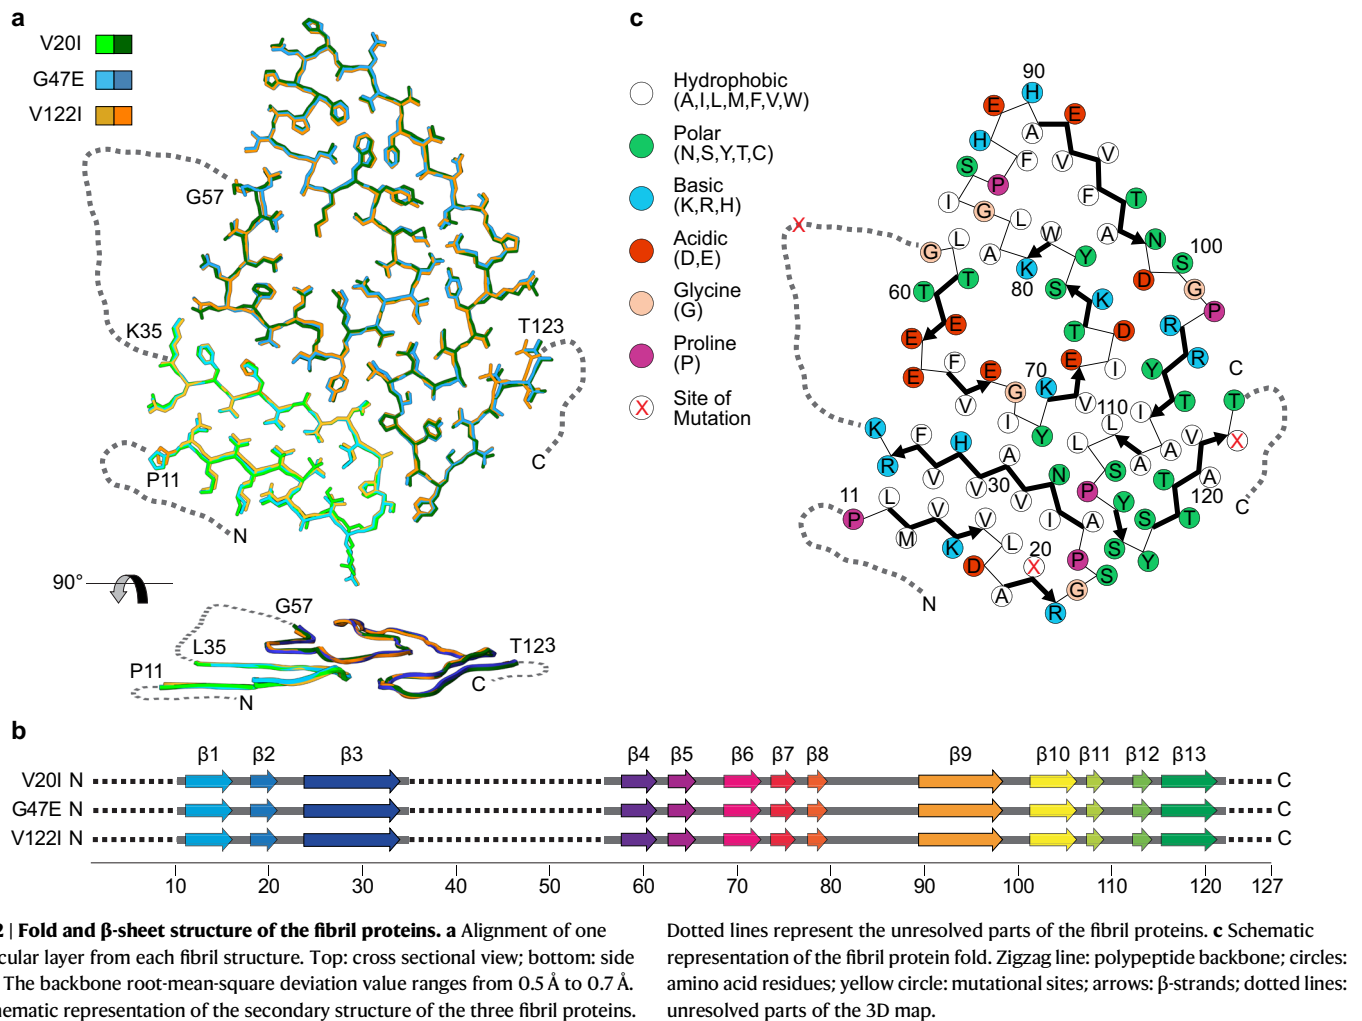 a
V20I
G47E
V122I
G57
K35
T123
P11
C
N
90°
G57
L35
T123
P11
C
N
c
Hydrophobic
(A,I,L,M,F,V,W)
Polar
(N,S,Y,T,C)
Basic
(K,R,H)
Acidic
(D,E)
Glycine
(G)
Proline
(P)
Site of
Mutation
X
90
E H E
H A V V
S F
P F T
I G L
A N
W
G L A K Y S 100
80 S K D G
60 T T P
E E T D R
R
F E E I Y
E V G K V T C
70
I Y 110 I T
K F H A L L V X
R V V 30 V N S A A A
P T 120
11 L V V Y S T
P M K I A S Y C
L 20 P S
D X G
A R
N
b
β1 β2 β3 β4 β5 β6 β7 β8 β9 β10 β11 β12 β13
V20I N C
G47E N C
V122I N C
10 20 30 40 50 60 70 80 90 100 110 120 127
2 | Fold and β-sheet structure of the fibril proteins. a Alignment of one
cular layer from each fibril structure. Top: cross sectional view; bottom: side
The backbone root-mean-square deviation value ranges from 0.5 Å to 0.7 Å.
hematic representation of the secondary structure of the three fibril proteins.
Dotted lines represent the unresolved parts of the fibril proteins. c Schematic
representation of the fibril protein fold. Zigzag line: polypeptide backbone; circles:
amino acid residues; yellow circle: mutational sites; arrows: β-strands; dotted lines:
unresolved parts of the 3D map.